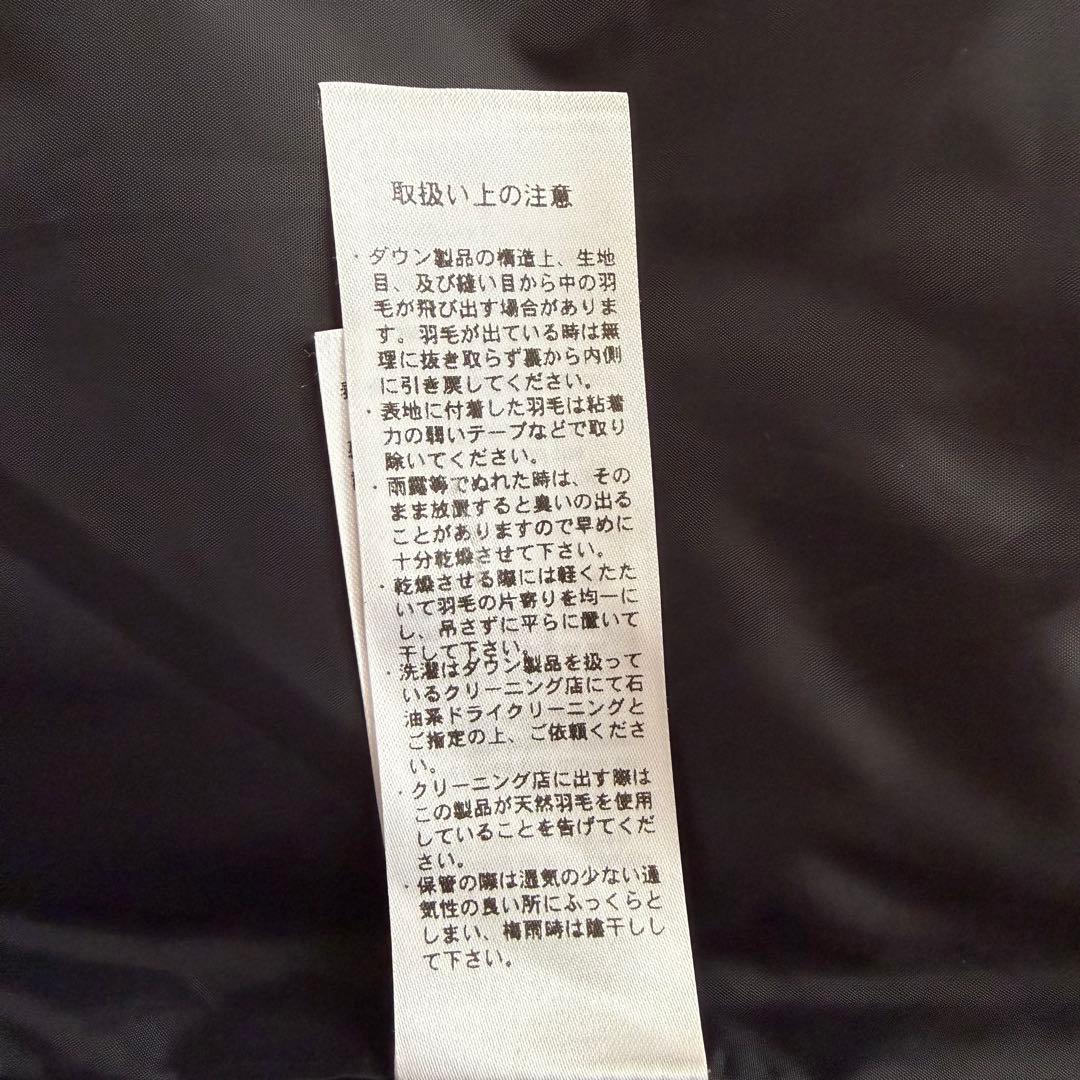 取扱い上の注意
・ダウン製品の構造上、生地
目、及び縫い目から中の羽
毛が飛び出す場合がありま
す。羽毛が出ている時は無
理に抜き取らず裏から内側
に引き戻してください。
・表地に付着した羽毛は粘着
力の弱いテープなどで取り
除いてください。
・雨露等でぬれた時は、その
まま放置すると臭いの出る
ことがありますので早めに
十分乾燥させて下さい。
・乾燥させる際には軽くたた
いて羽毛の片寄りを均一に
し、吊さずに平らに置いて
干して下さい。
・洗濯はダウン製品を扱って
いるクリーニング店にて石
油系ドライクリーニングと
ご指定の上、ご依頼くださ
い。
・クリーニング店に出す際は
この製品が天然羽毛を使用
していることを告げてくだ
さい。
・保管の際は湿気の少ない通
気性の良い所にふっくらと
しまい、梅雨時は陰干しし
て下さい。